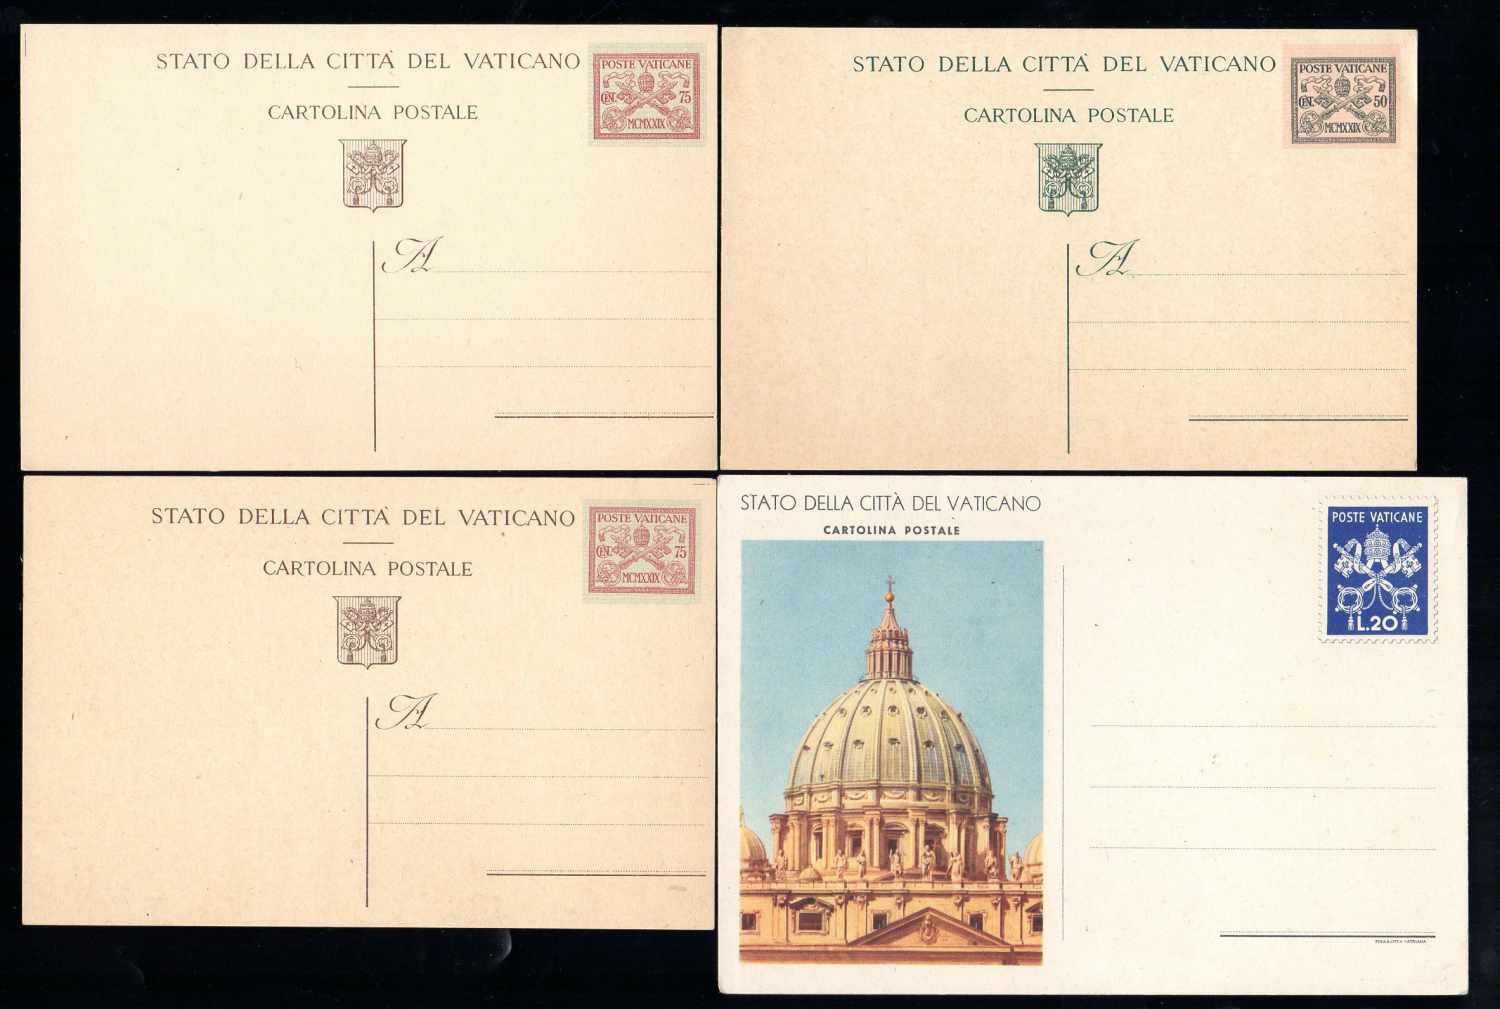 STATO DELLA CITTÀ DEL VATICANO
CARTOLINA POSTALE
POSTE VATICANE
CENT. 75
MCMXXIX
A
STATO DELLA CITTÀ DEL VATICANO
CARTOLINA POSTALE
POSTE VATICANE
CENT. 50
MCMXXIX
A
STATO DELLA CITTÀ DEL VATICANO
CARTOLINA POSTALE
POSTE VATICANE
CENT. 75
MCMXXIX
A
STATO DELLA CITTÀ DEL VATICANO
CARTOLINA POSTALE
POSTE VATICANE
L.20